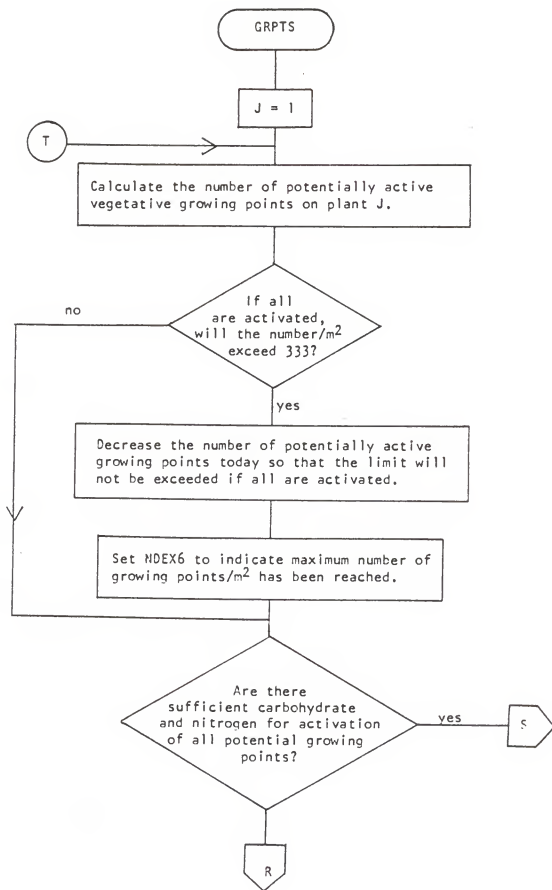 GRPTS
J = 1
T
Calculate the number of potentially active
vegetative growing points on plant J.
If all
are activated,
will the number/m²
exceed 333?
no
yes
Decrease the number of potentially active
growing points today so that the limit will
not be exceeded if all are activated.
Set NDEX6 to indicate maximum number of
growing points/m² has been reached.
Are there
sufficient carbohydrate
and nitrogen for activation
of all potential growing
points?
yes
S
R